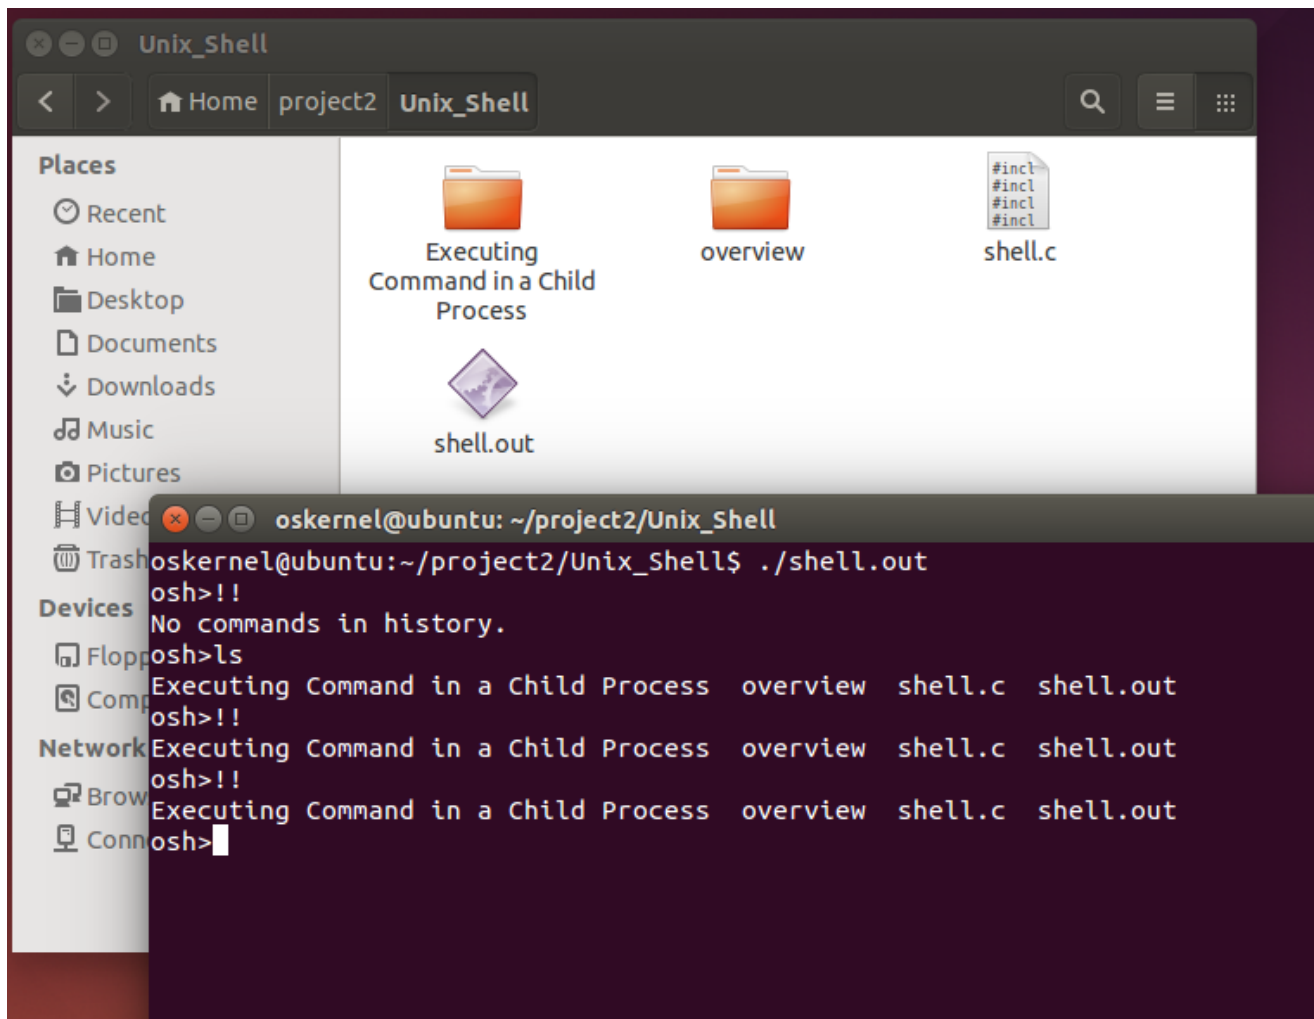 Unix_Shell
Home project2 Unix_Shell
Places
Recent
Home
Desktop
Documents
Downloads
Music
Pictures
Trash
Devices
Network
#incl
#incl
#incl
#incl
Executing
Command in a Child
Process
overview
shell.c
shell.out
oskernel@ubuntu: ~/project2/Unix_Shell
oskernel@ubuntu:~/project2/Unix_Shell$ ./shell.out
osh>!!
No commands in history.
osh>ls
Executing Command in a Child Process  overview  shell.c  shell.out
osh>!!
Executing Command in a Child Process  overview  shell.c  shell.out
osh>!!
Executing Command in a Child Process  overview  shell.c  shell.out
osh>